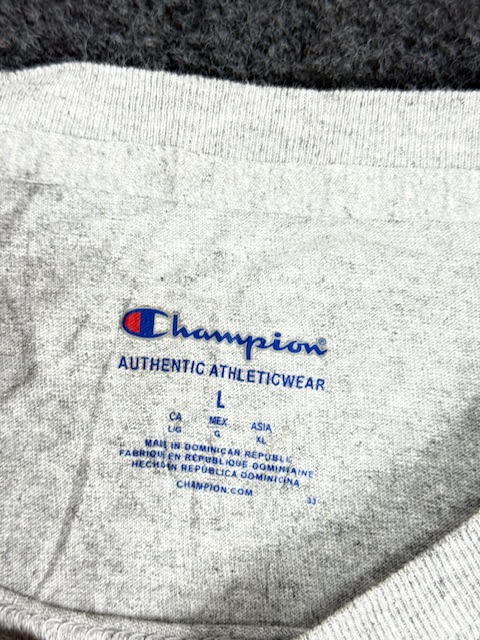 Champion®
AUTHENTIC ATHLETICWEAR
L
CA MEX ASIA
L/G G XL
MADE IN DOMINICAN REPUBLIC
FABRIQUÉ EN RÉPUBLIQUE DOMINICAINE
HECHO EN REPÚBLICA DOMINICANA
CHAMPION.COM
33